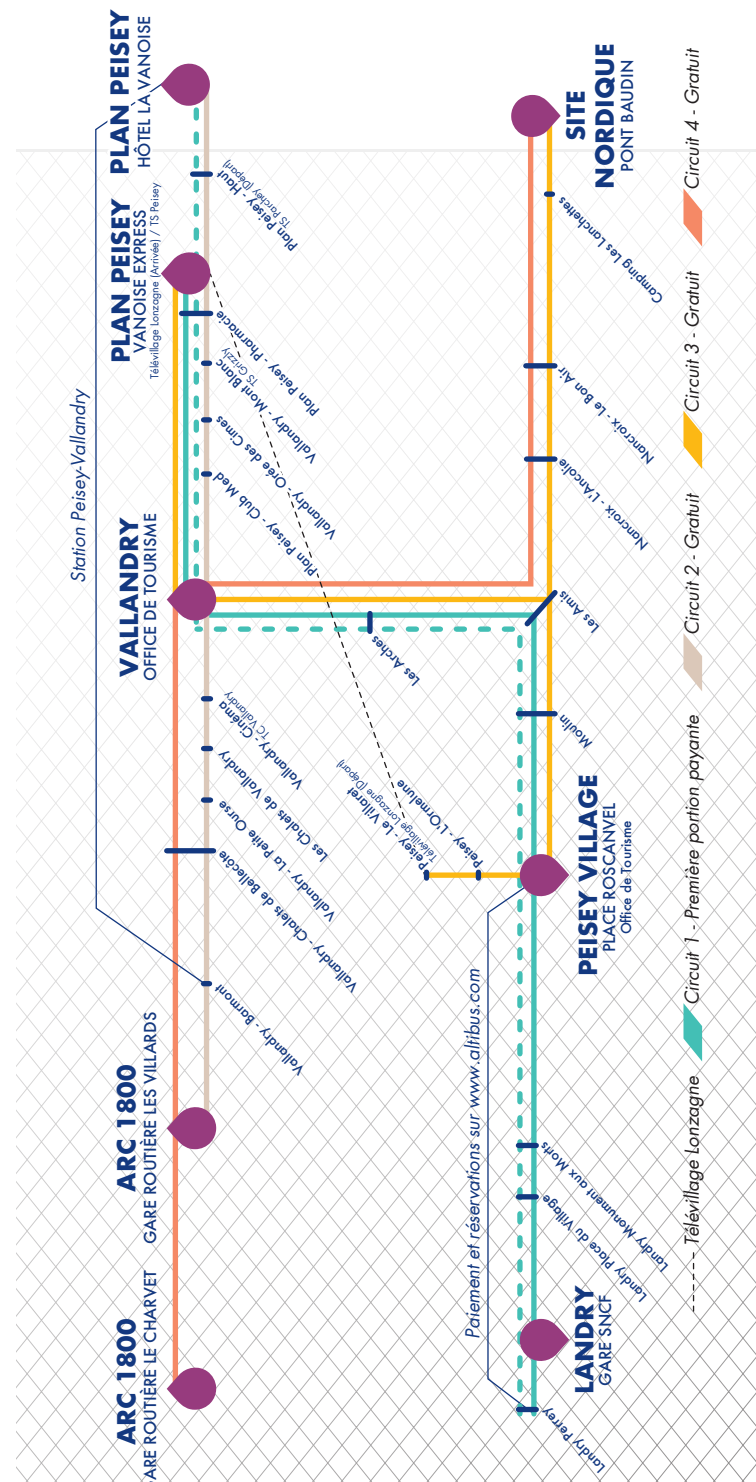 Station Peisey-Vallandry
ARC 1800
ARE ROUTIÈRE LE CHARVET
ARC 1800
GARE ROUTIÈRE LES VILLARDS
VALLANDRY
OFFICE DE TOURISME
PLAN PEISEY
VANOISE EXPRESS
Télévillage Lonzagne (Arrivée) / TS Peisey
PLAN PEISEY
HÔTEL LA VANOISE
Vallandry - Barmont
Vallandry - Chalets de Bellecôte
Vallandry - La Petite Ourse
Les Chalets de Vallandry
Vallandry - Cinéma
TC Vallandry
Plan Peisey - Club Med
Vallandry - Orée des Cimes
Vallandry - Mont Blanc
TS Grizzly
Plan Peisey - Pharmacie
Plan Peisey - Haut
TS Parchey (Départ)
Les Arches
Peisey - Le Villaret
Télévillage Lonzagne (Départ)
Peisey - L'Ormelune
Paiement et réservations sur www.altibus.com
Landry Perrey
LANDRY
GARE SNCF
Landry Place du Village
Landry Monument aux Morts
PEISEY VILLAGE
PLACE ROSCANVEL
Office de Tourisme
Moulin
Les Amis
Nancroix - L'Ancolie
Nancroix - Le Bon Air
Camping Les Lanchettes
SITE
NORDIQUE
PONT BAUDIN
Télévillage Lonzagne
Circuit 1 - Première portion payante
Circuit 2 - Gratuit
Circuit 3 - Gratuit
Circuit 4 - Gratuit